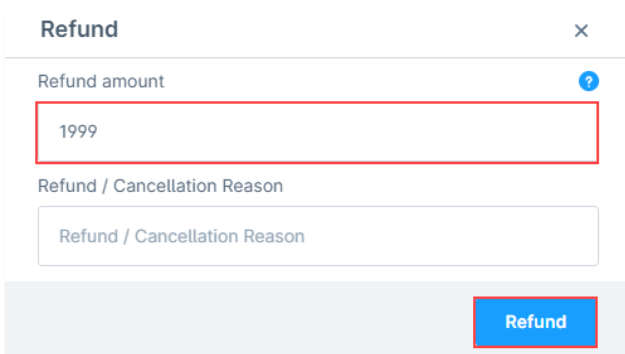 Refund
Refund amount
?
1999
Refund / Cancellation Reason
Refund / Cancellation Reason
Refund